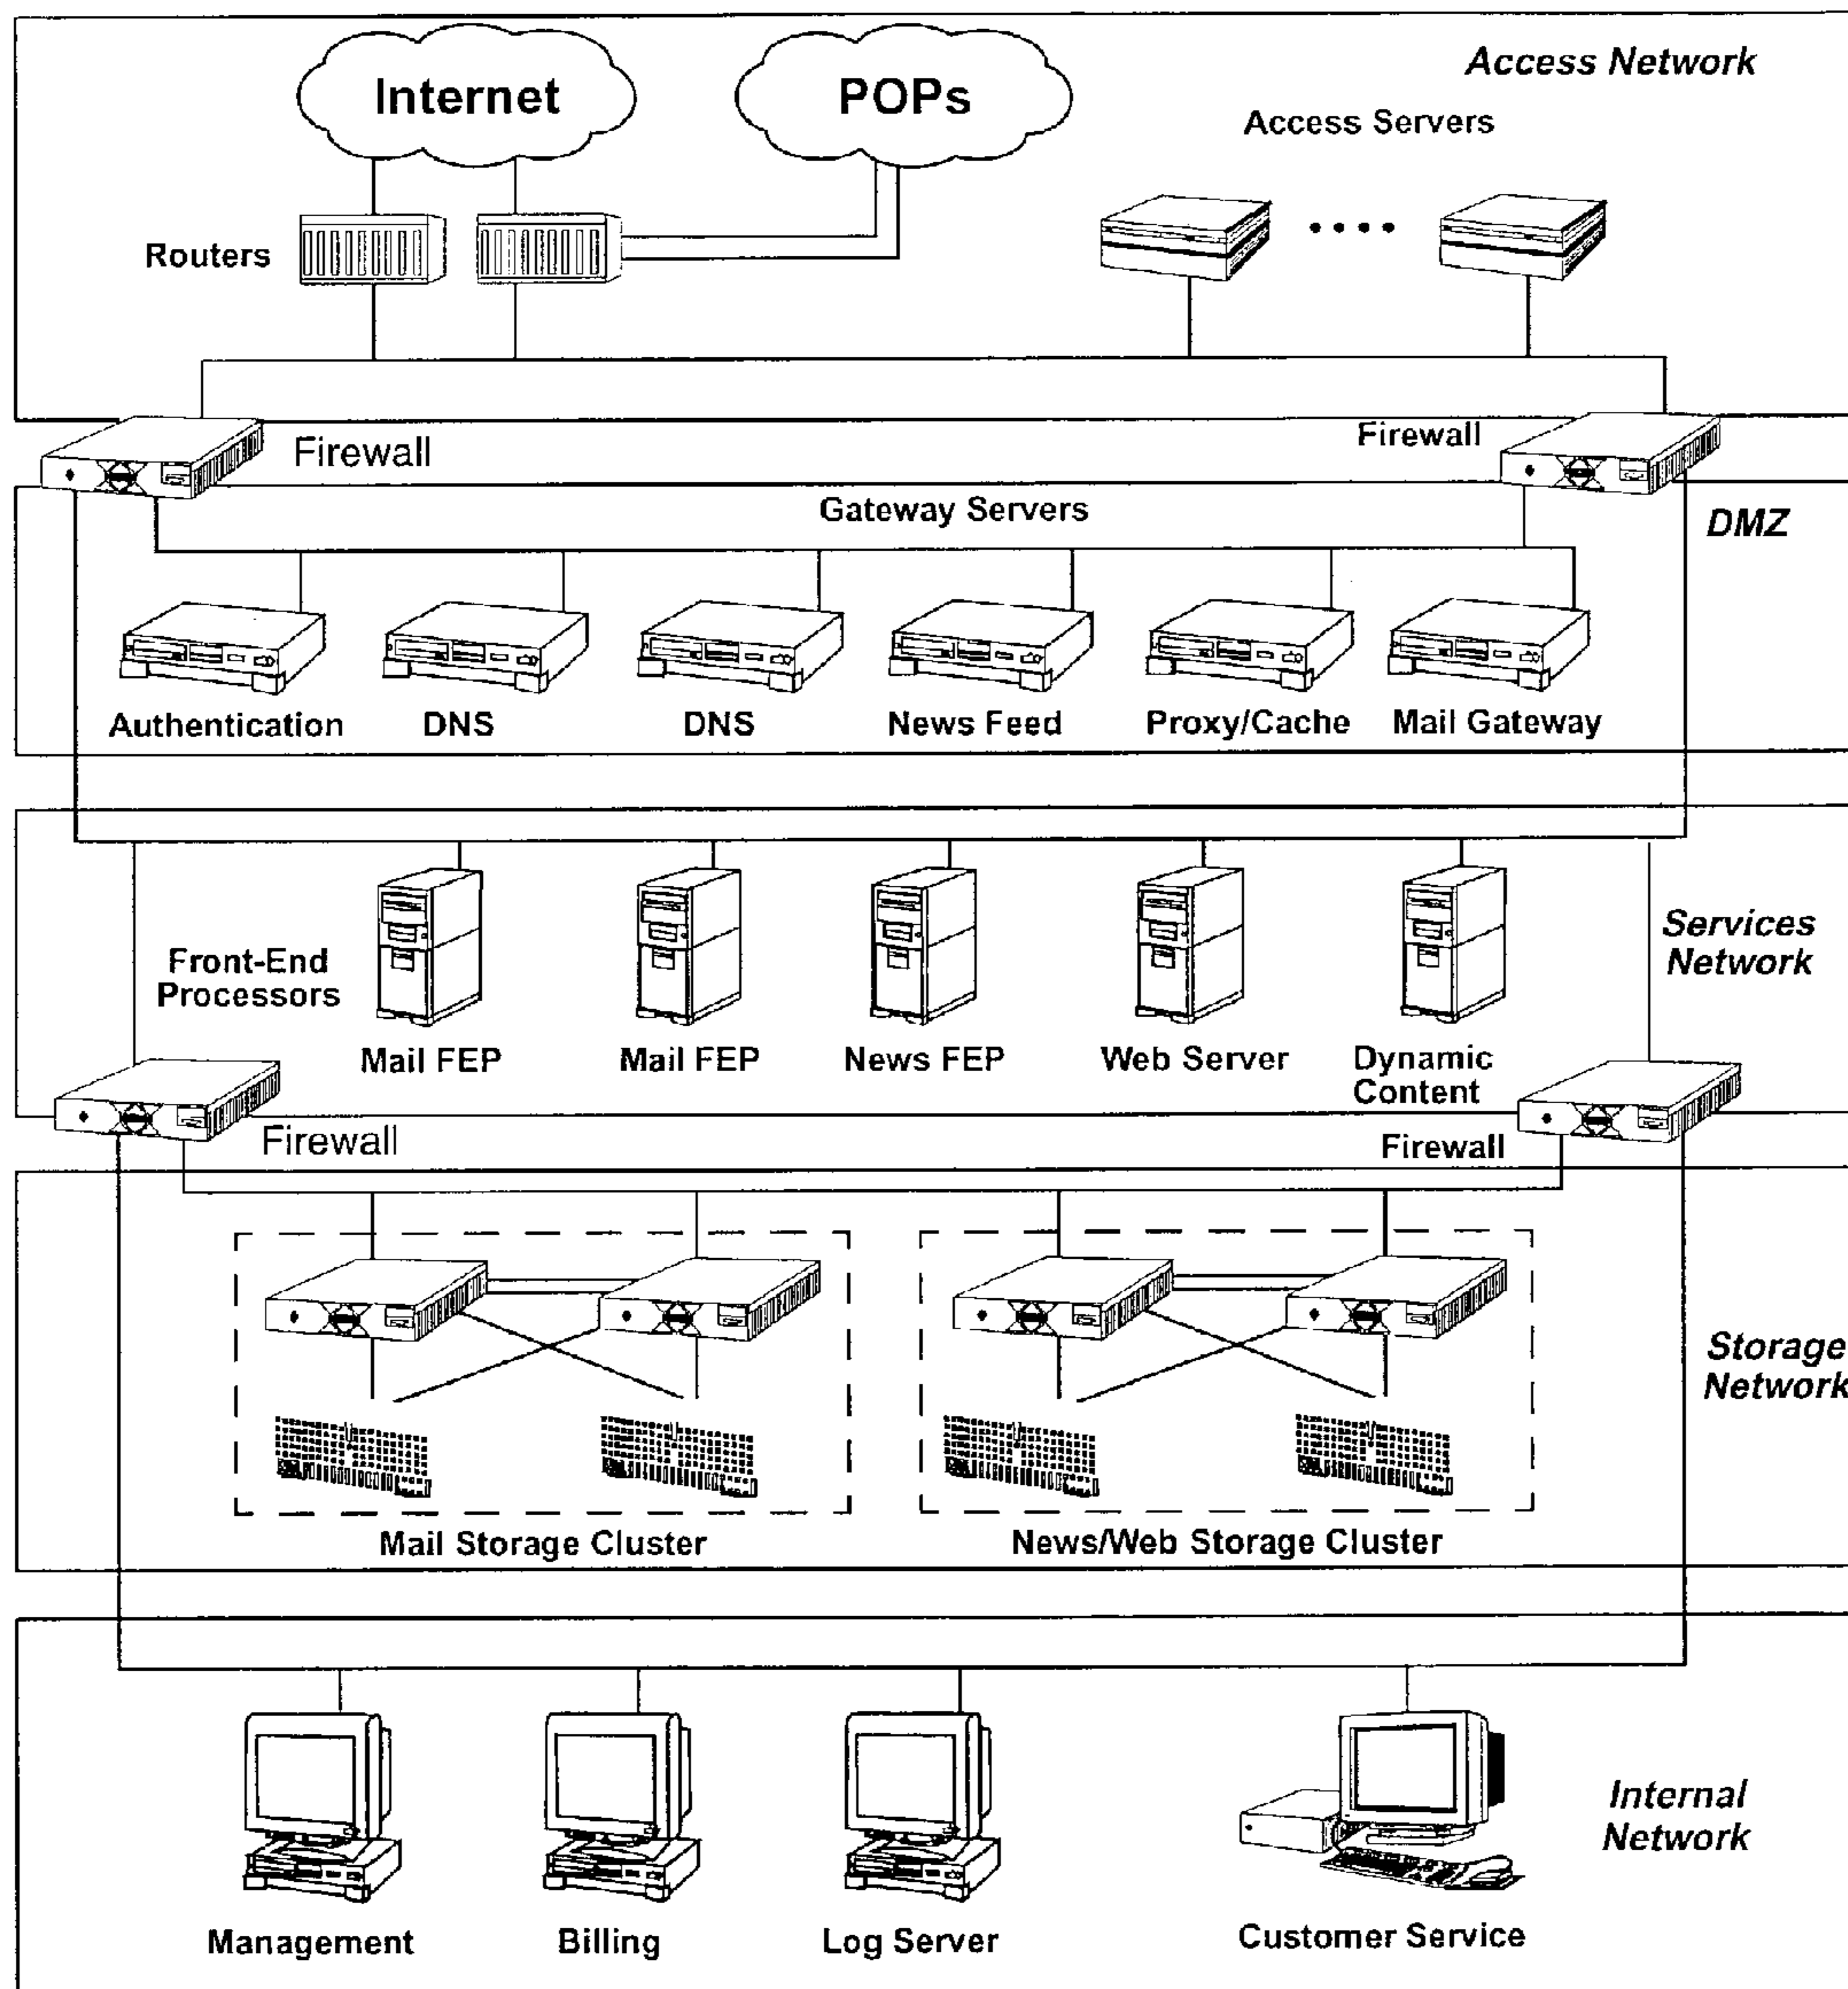 Access Network
Internet
POPs
Access Servers
Routers
Firewall
Firewall
Gateway Servers
DMZ
Authentication
DNS
DNS
News Feed
Proxy/Cache
Mail Gateway
Front-End
Processors
Services
Network
Mail FEP
Mail FEP
News FEP
Web Server
Dynamic
Content
Firewall
Firewall
Storage
Network
Mail Storage Cluster
News/Web Storage Cluster
Internal
Network
Management
Billing
Log Server
Customer Service